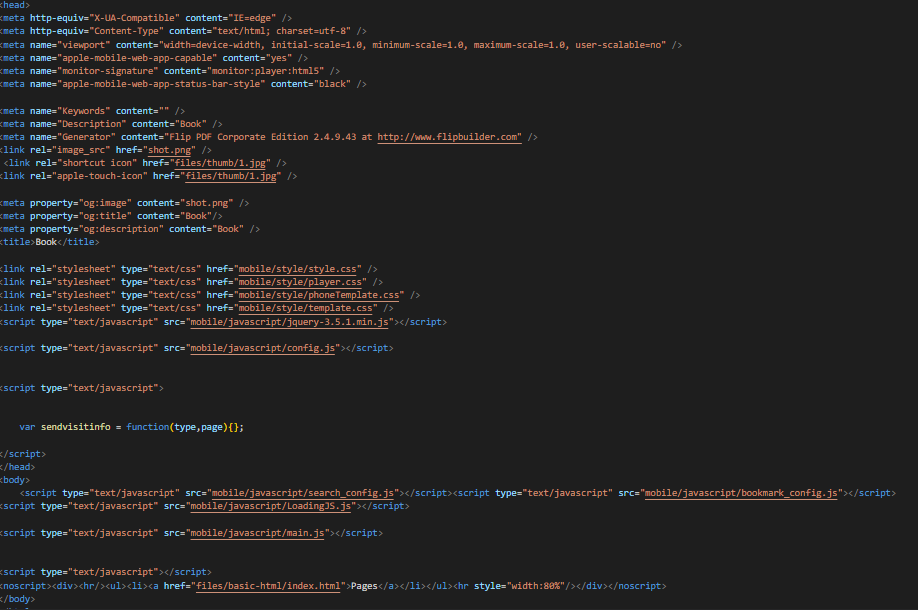 <head>
<meta http-equiv="X-UA-Compatible" content="IE=edge" />
<meta http-equiv="Content-Type" content="text/html; charset=utf-8" />
<meta name="viewport" content="width=device-width, initial-scale=1.0, minimum-scale=1.0, maximum-scale=1.0, user-scalable=no" />
<meta name="apple-mobile-web-app-capable" content="yes" />
<meta name="monitor-signature" content="monitor:player:html5" />
<meta name="apple-mobile-web-app-status-bar-style" content="black" />
<meta name="Keywords" content="" />
<meta name="Description" content="Book" />
<meta name="Generator" content="Flip PDF Corporate Edition 2.4.9.43 at http://www.flipbuilder.com" />
<link rel="image_src" href="shot.png" />
<link rel="shortcut icon" href="files/thumb/1.jpg" />
<link rel="apple-touch-icon" href="files/thumb/1.jpg" />
<meta property="og:image" content="shot.png" />
<meta property="og:title" content="Book"/>
<meta property="og:description" content="Book" />
<title>Book</title>
<link rel="stylesheet" type="text/css" href="mobile/style/style.css" />
<link rel="stylesheet" type="text/css" href="mobile/style/player.css" />
<link rel="stylesheet" type="text/css" href="mobile/style/phoneTemplate.css" />
<link rel="stylesheet" type="text/css" href="mobile/style/template.css" />
<script type="text/javascript" src="mobile/javascript/jquery-3.5.1.min.js"></script>
<script type="text/javascript" src="mobile/javascript/config.js"></script>
<script type="text/javascript">
var sendvisitinfo = function(type,page){};
</script>
</head>
<body>
<script type="text/javascript" src="mobile/javascript/search_config.js"></script><script type="text/javascript" src="mobile/javascript/bookmark_config.js"></script>
<script type="text/javascript" src="mobile/javascript/LoadingJS.js"></script>
<script type="text/javascript" src="mobile/javascript/main.js"></script>
<script type="text/javascript"></script>
<noscript><div><hr/><ul><li><a href="files/basic-html/index.html">Pages</a></li></ul><hr style="width:80%"/></div></noscript>
</body>